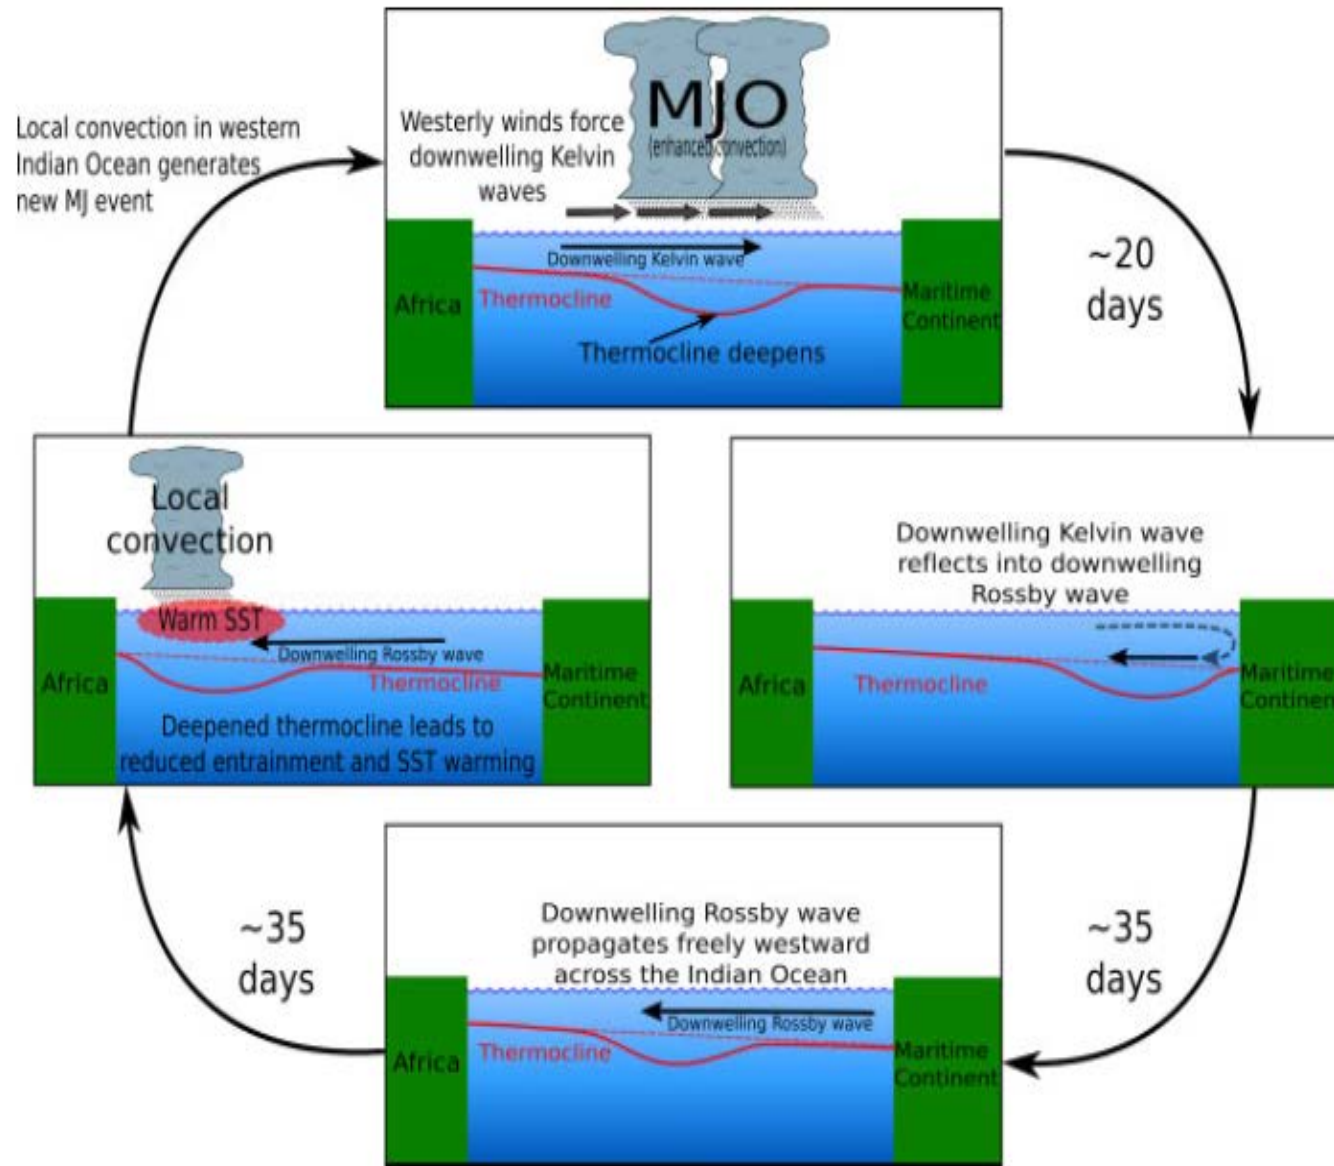 Local convection in western
Indian Ocean generates
new MJ event
Westerly winds force
downwelling Kelvin
waves
MJO
(enhanced convection)
Downwelling Kelvin wave
Africa
Thermocline
Maritime
Continent
Thermocline deepens
~20
days
Downwelling Kelvin wave
reflects into downwelling
Rossby wave
Africa
Thermocline
Maritime
Continent
~35
days
Downwelling Rossby wave
propagates freely westward
across the Indian Ocean
Downwelling Rossby wave
Africa
Thermocline
Maritime
Continent
~35
days
Local
convection
Warm SST
Downwelling Rossby wave
Africa
Thermocline
Maritime
Continent
Deepened thermocline leads to
reduced entrainment and SST warming